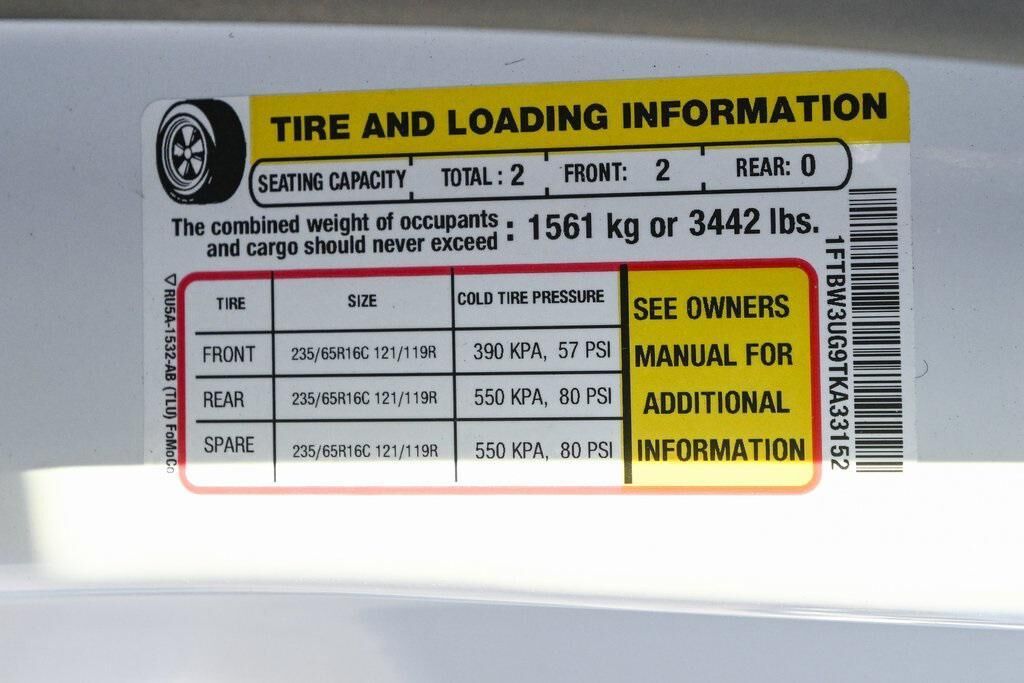 TIRE AND LOADING INFORMATION
SEATING CAPACITY TOTAL : 2 FRONT: 2 REAR: 0
The combined weight of occupants
and cargo should never exceed : 1561 kg or 3442 lbs.
TIRE SIZE COLD TIRE PRESSURE
FRONT 235/65R16C 121/119R 390 KPA, 57 PSI
REAR 235/65R16C 121/119R 550 KPA, 80 PSI
SPARE 235/65R16C 121/119R 550 KPA, 80 PSI
SEE OWNERS
MANUAL FOR
ADDITIONAL
INFORMATION
RU5A-1532-AB (TLU) FoMoCo
1FTBW3UG9TKA33152